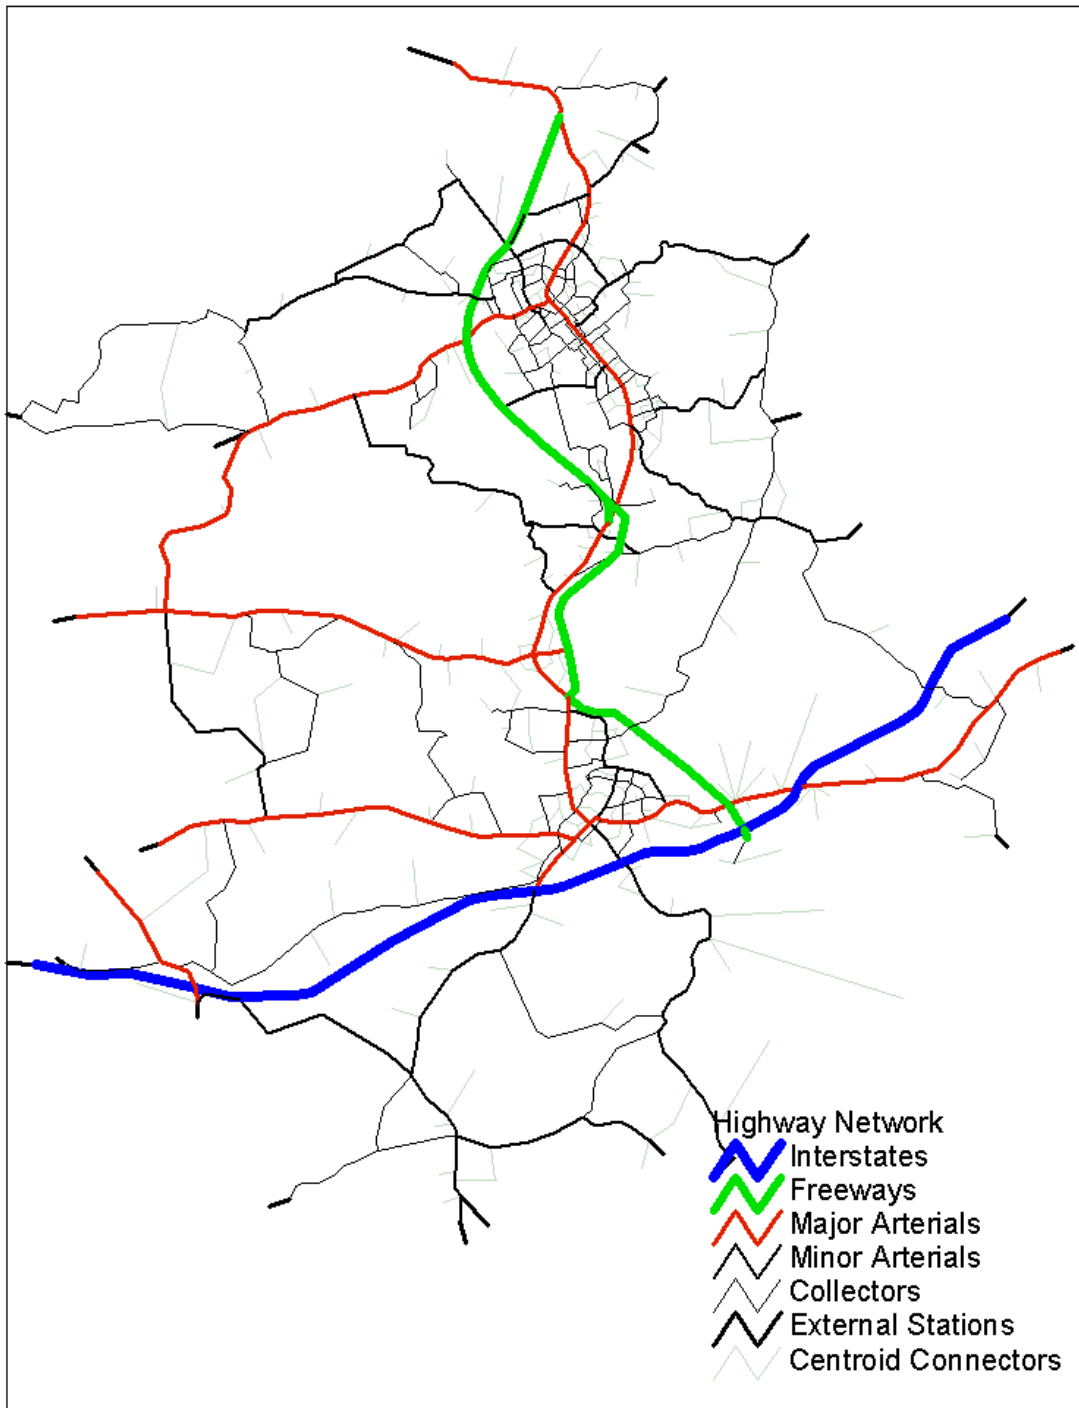 Highway Network
Interstates
Freeways
Major Arterials
Minor Arterials
Collectors
External Stations
Centroid Connectors